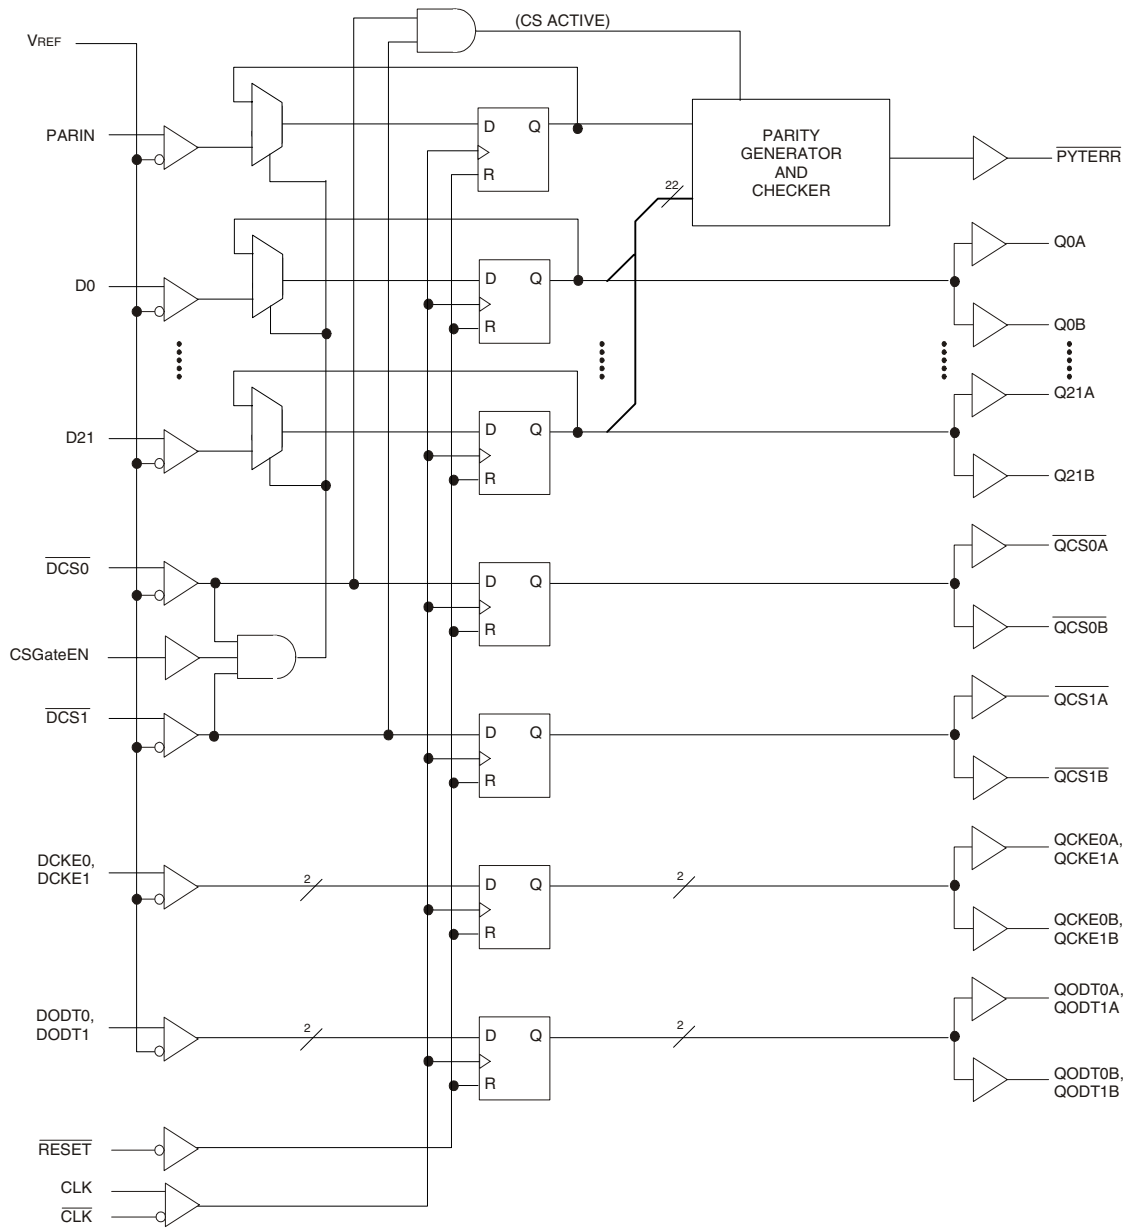 (CS ACTIVE)
VREF
PARIN
D Q
R
PARITY
GENERATOR
AND
CHECKER
22
PYTERR
D0
D Q
R
Q0A
Q0B
D21
D Q
R
Q21A
Q21B
DCS0
D Q
R
QCS0A
QCS0B
CSGateEN
DCS1
D Q
R
QCS1A
QCS1B
DCKE0,
DCKE1
2
D Q
R
2
QCKE0A,
QCKE1A
QCKE0B,
QCKE1B
DODT0,
DODT1
2
D Q
R
2
QODT0A,
QODT1A
QODT0B,
QODT1B
RESET
CLK
CLK